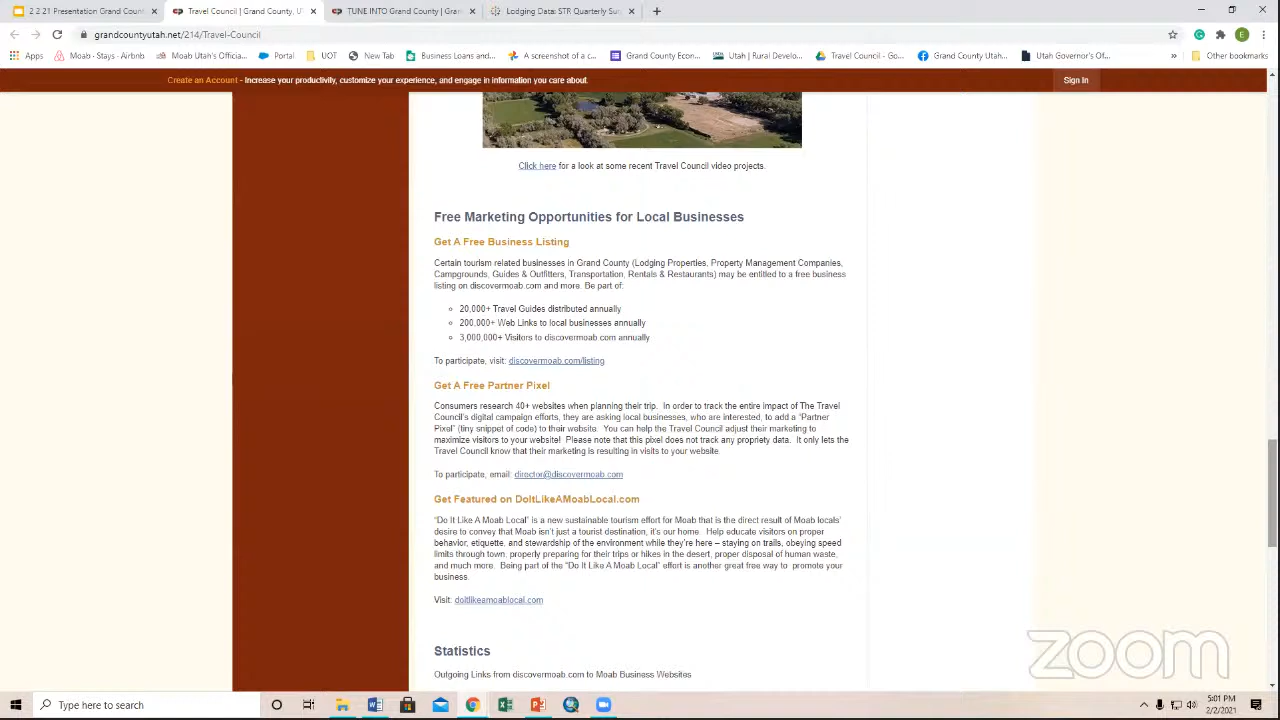 2.2.21 Presentation Grand Count
Travel Council | Grand County, U
TUNE INTO Grand County | Gran
Lodging Data: STR Quarterly Su
grandcountyutah.net/214/Travel-Council
E
Apps
Moab - Stays - Airbnb
Moab Utah's Officia...
Portal
UOT
New Tab
Business Loans and...
A screenshot of a c...
Grand County Econ...
Utah | Rural Develo...
Travel Council - Go...
Grand County Utah...
Utah Governor's Of...
»
Other bookmarks
Create an Account - Increase your productivity, customize your experience, and engage in information you care about.
Sign In
Click here for a look at some recent Travel Council video projects.
Free Marketing Opportunities for Local Businesses
Get A Free Business Listing
Certain tourism related businesses in Grand County (Lodging Properties, Property Management Companies,
Campgrounds, Guides & Outfitters, Transportation, Rentals & Restaurants) may be entitled to a free business
listing on discovermoab.com and more. Be part of:
20,000+ Travel Guides distributed annually
200,000+ Web Links to local businesses annually
3,000,000+ Visitors to discovermoab.com annually
To participate, visit: discovermoab.com/listing
Get A Free Partner Pixel
Consumers research 40+ websites when planning their trip. In order to track the entire impact of The Travel
Council's digital campaign efforts, they are asking local businesses, who are interested, to add a "Partner
Pixel" (tiny snippet of code) to their website. You can help the Travel Council adjust their marketing to
maximize visitors to your website! Please note that this pixel does not track any propriety data. It only lets the
Travel Council know that their marketing is resulting in visits to your website.
To participate, email: director@discovermoab.com
Get Featured on DoItLikeAMoabLocal.com
"Do It Like A Moab Local" is a new sustainable tourism effort for Moab that is the direct result of Moab locals'
desire to convey that Moab isn't just a tourist destination, it's our home. Help educate visitors on proper
behavior, etiquette, and stewardship of the environment while they're here – staying on trails, obeying speed
limits through town, properly preparing for their trips or hikes in the desert, proper disposal of human waste,
and much more. Being part of the "Do It Like A Moab Local" effort is another great free way to promote your
business.
Visit: doitlikeamoablocal.com
Statistics
Outgoing Links from discovermoab.com to Moab Business Websites
zoom
Type here to search
5:01 PM
2/2/2021